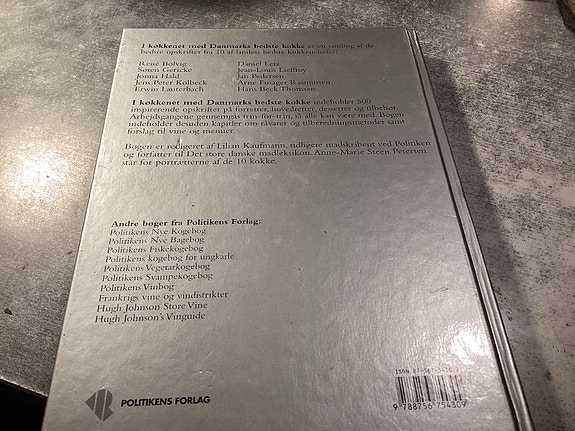 I køkkenet med Danmarks bedste kokke er en samling af de
bedste opskrifter fra 10 af landets bedste køkkenchefer:
René Bolvig
Søren Gericke
Jonna Hald
Jens Peter Kolbeck
Erwin Lauterbach
Daniel Letz
Jean-Louis Lieffroy
Jan Pedersen
Arne Fusager Rasmussen
Hans Beck Thomsen
I køkkenet med Danmarks bedste kokke indeholder 500
inspirerende opskrifter på forretter, hovedretter, desserter og tilbehør.
Arbejdsgangene gennemgås trin-for-trin, så alle kan være med. Bogen
indeholder desuden kapitler om råvarer og tilberedningsmetoder samt
forslag til vine og menuer.
Bogen er redigeret af Lilian Kaufmann, tidligere madskribent ved Politiken
og forfatter til Det store danske madleksikon. Anne-Marie Steen Petersen
står for portrætterne af de 10 kokke.
Andre bøger fra Politikens Forlag:
Politikens Nye Kogebog
Politikens Nye Bagebog
Politikens Fiskekogebog
Politikens kogebog for ungkarle
Politikens Vegetarkogebog
Politikens Svampekogebog
Politikens Vinbog
Frankrigs vine og vindistrikter
Hugh Johnson Store Vine
Hugh Johnson's Vinguide
POLITIKENS FORLAG
ISBN
9 788756 754309